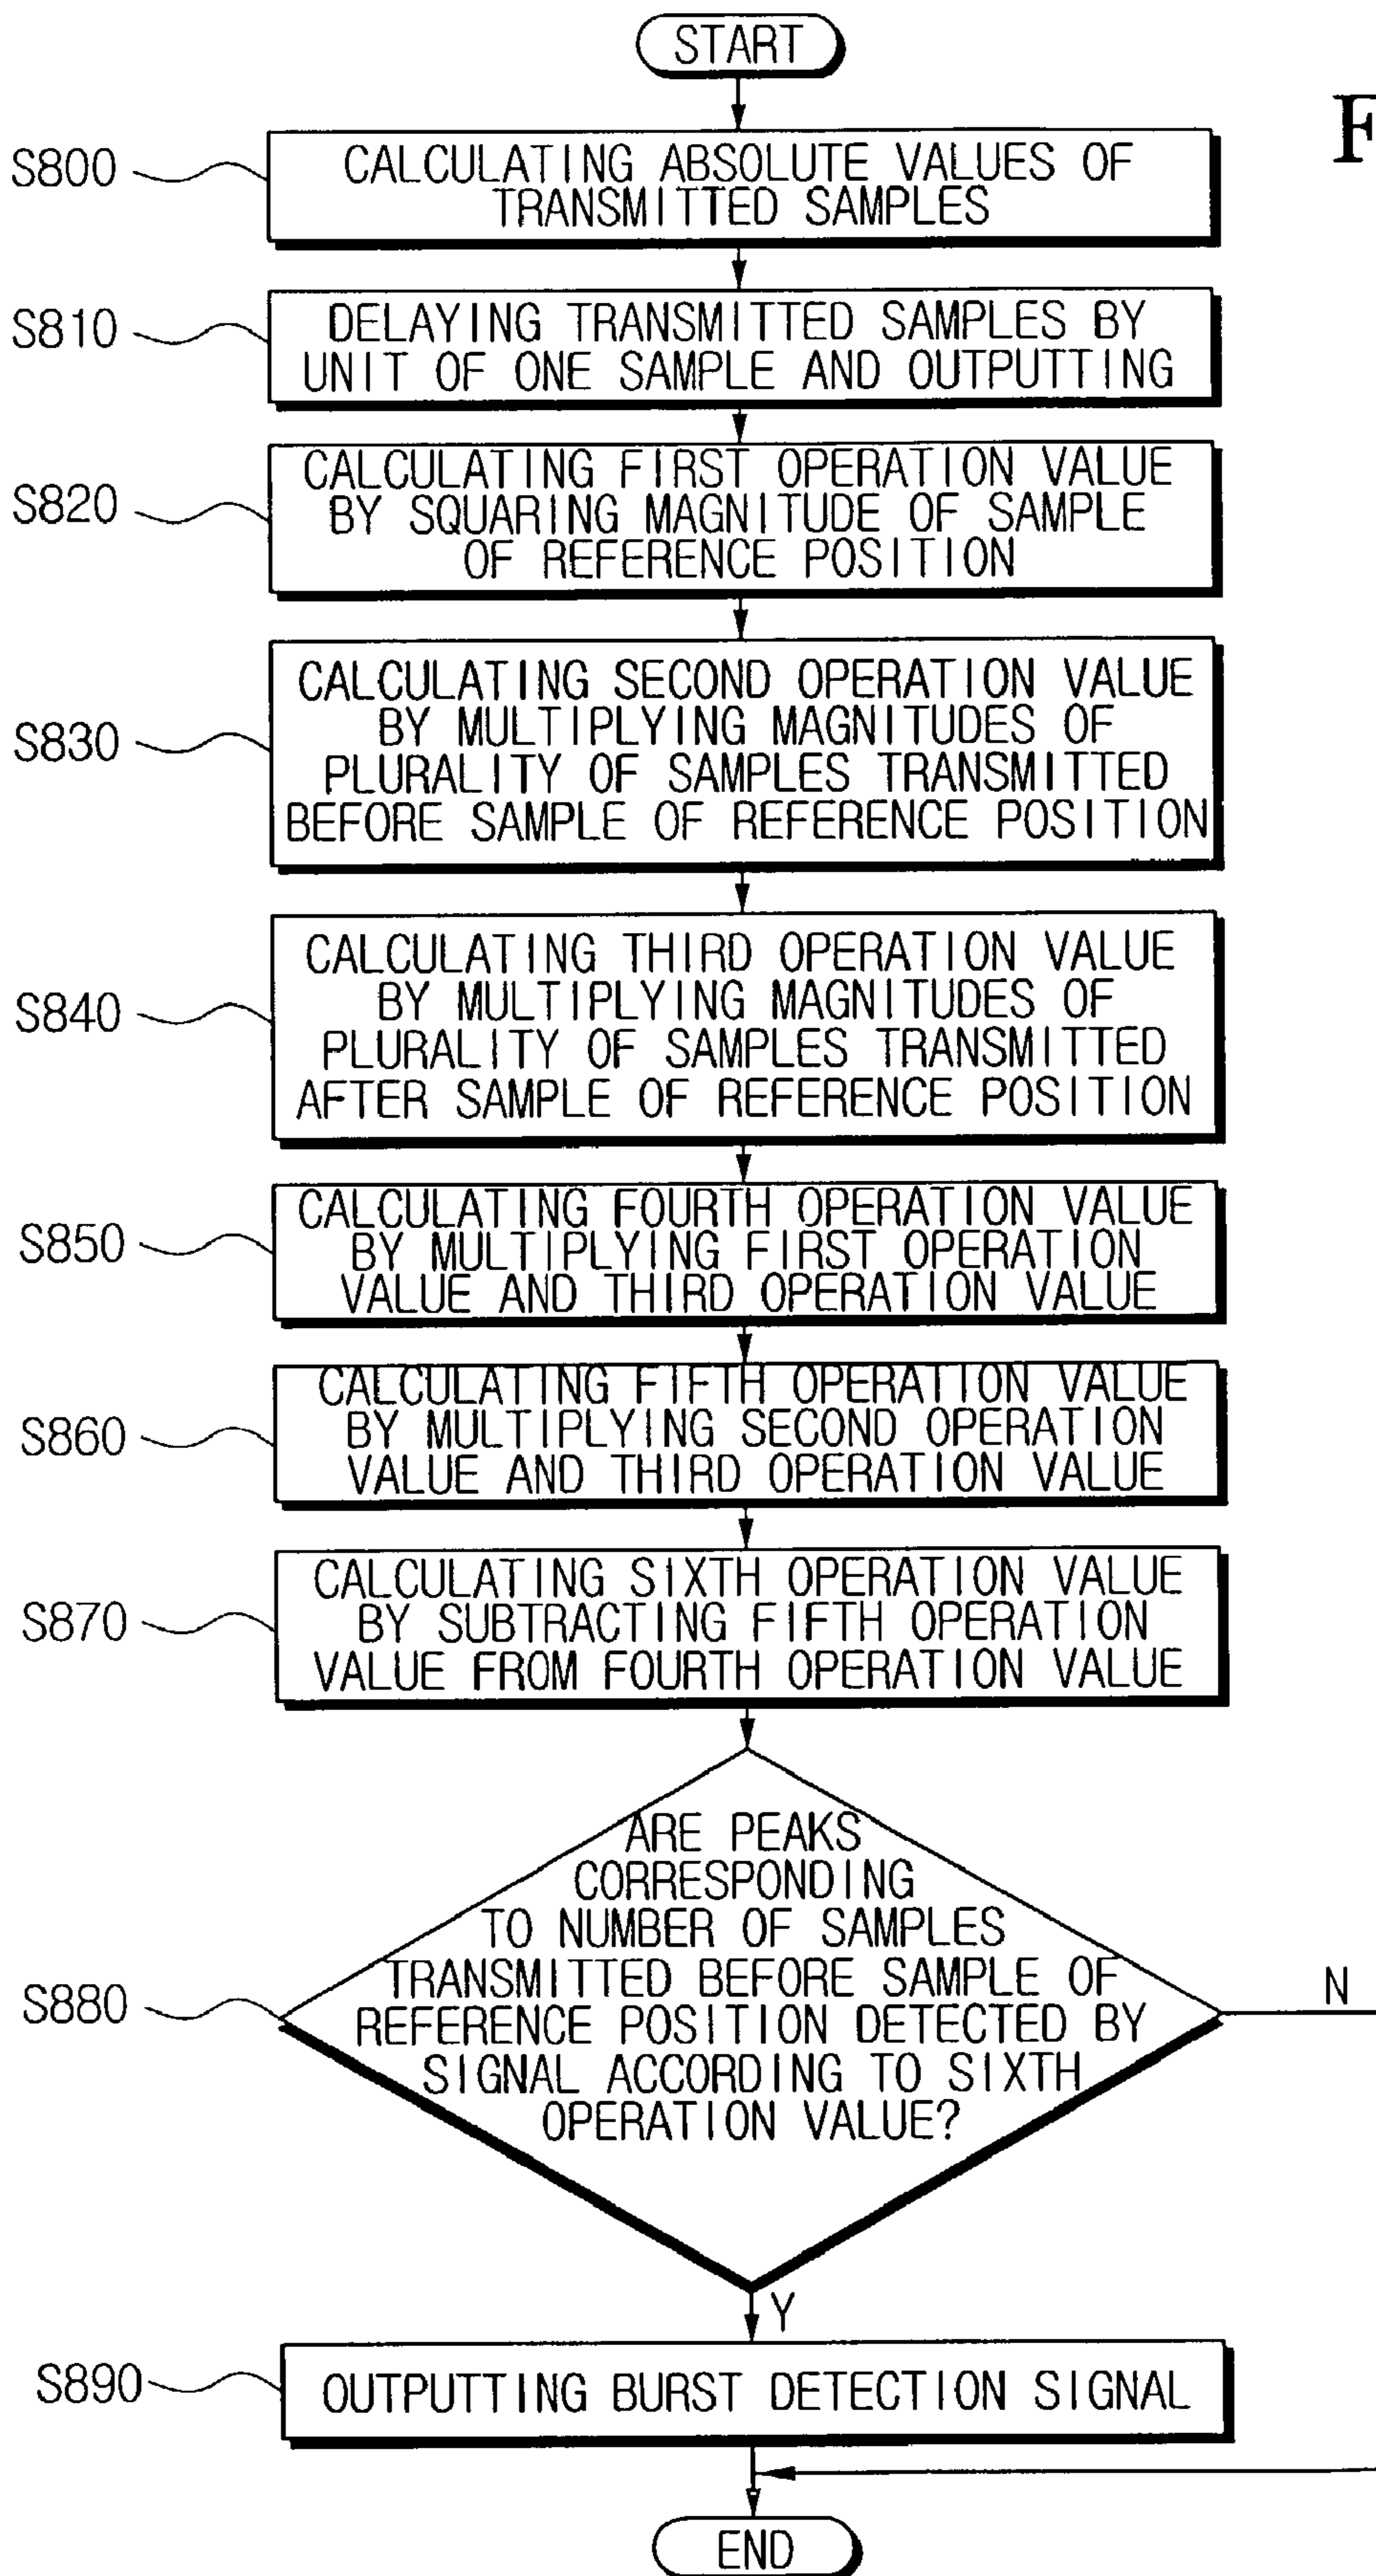 START
F
S800
CALCULATING ABSOLUTE VALUES OF
TRANSMITTED SAMPLES
S810
DELAYING TRANSMITTED SAMPLES BY
UNIT OF ONE SAMPLE AND OUTPUTTING
S820
CALCULATING FIRST OPERATION VALUE
BY SQUARING MAGNITUDE OF SAMPLE
OF REFERENCE POSITION
S830
CALCULATING SECOND OPERATION VALUE
BY MULTIPLYING MAGNITUDES OF
PLURALITY OF SAMPLES TRANSMITTED
BEFORE SAMPLE OF REFERENCE POSITION
S840
CALCULATING THIRD OPERATION VALUE
BY MULTIPLYING MAGNITUDES OF
PLURALITY OF SAMPLES TRANSMITTED
AFTER SAMPLE OF REFERENCE POSITION
S850
CALCULATING FOURTH OPERATION VALUE
BY MULTIPLYING FIRST OPERATION
VALUE AND THIRD OPERATION VALUE
S860
CALCULATING FIFTH OPERATION VALUE
BY MULTIPLYING SECOND OPERATION
VALUE AND THIRD OPERATION VALUE
S870
CALCULATING SIXTH OPERATION VALUE
BY SUBTRACTING FIFTH OPERATION
VALUE FROM FOURTH OPERATION VALUE
S880
ARE PEAKS
CORRESPONDING
TO NUMBER OF SAMPLES
TRANSMITTED BEFORE SAMPLE OF
REFERENCE POSITION DETECTED BY
SIGNAL ACCORDING TO SIXTH
OPERATION VALUE?
N
Y
S890
OUTPUTTING BURST DETECTION SIGNAL
END